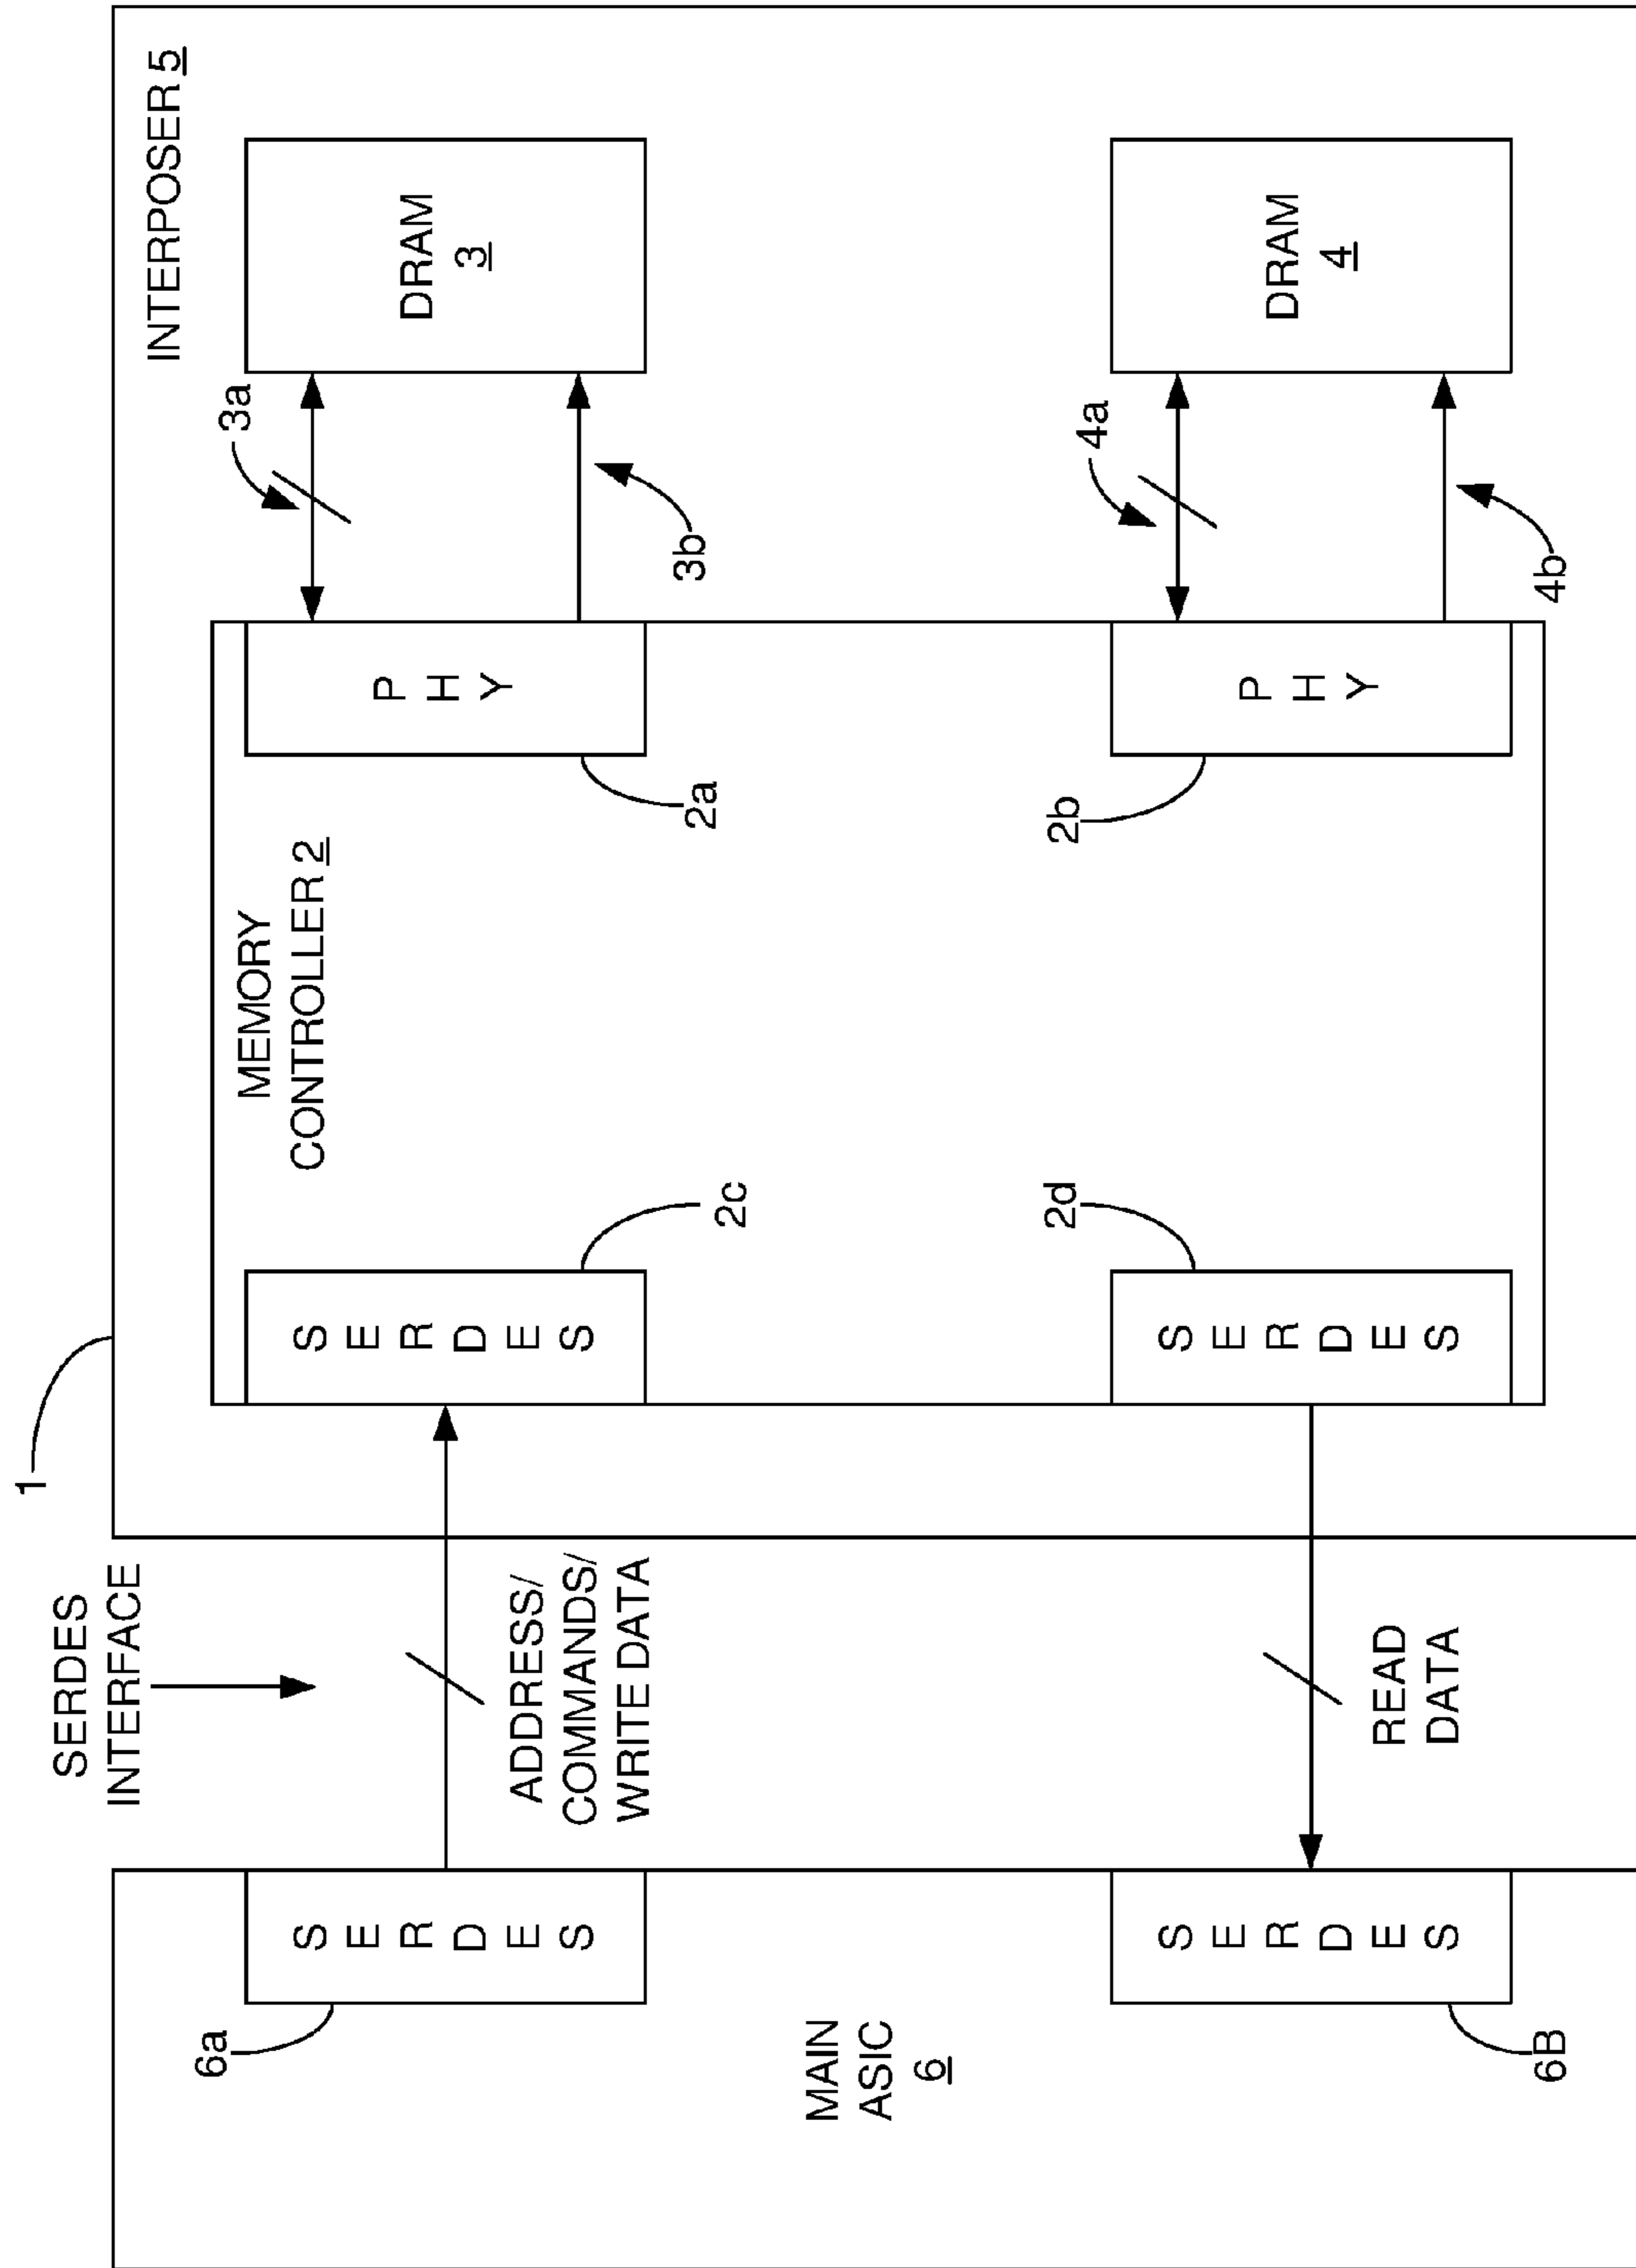 1
SERDES
INTERFACE
INTERPOSER 5
MEMORY
CONTROLLER 2
6a
S E R D E S
ADDRESS/
COMMANDS/
WRITE DATA
S E R D E S
2c
P H Y
2a
3a
3b
DRAM
3
MAIN
ASIC
6
S E R D E S
6B
READ
DATA
S E R D E S
2d
P H Y
2b
4a
4b
DRAM
4